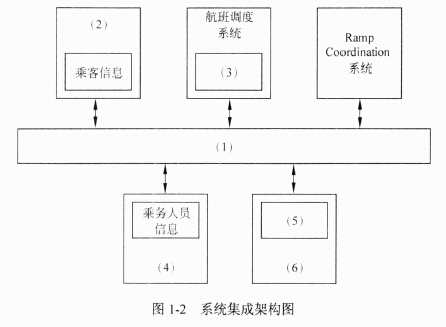 (2)
乘客信息
航班调度
系统
(3)
Ramp
Coordination
系统
(1)
乘务人员
信息
(4)
(5)
(6)
图 1-2 系统集成架构图